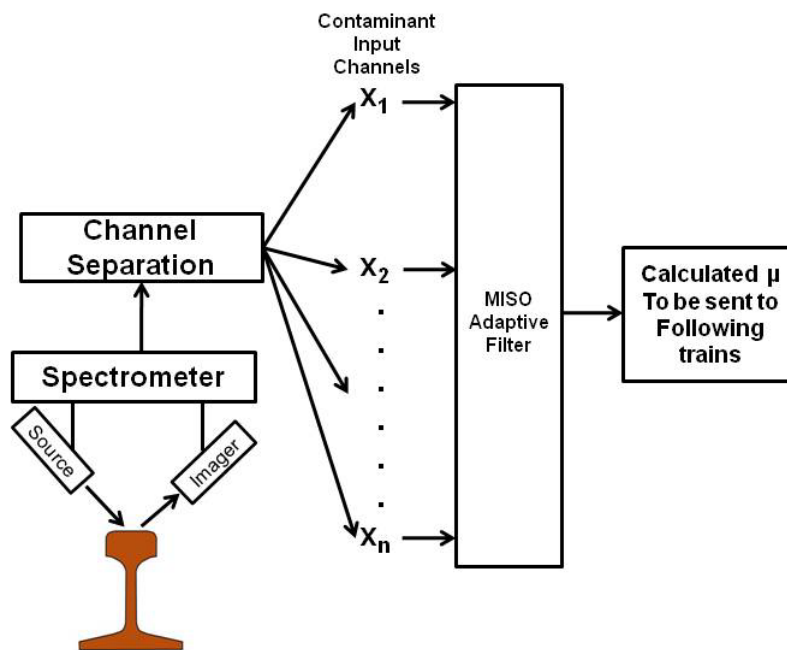 Contaminant
Input
Channels
X1
Channel
Separation
X2
MISO
Adaptive
Filter
Calculated μ
To be sent to
Following
trains
Spectrometer
Source
Imager
Xn